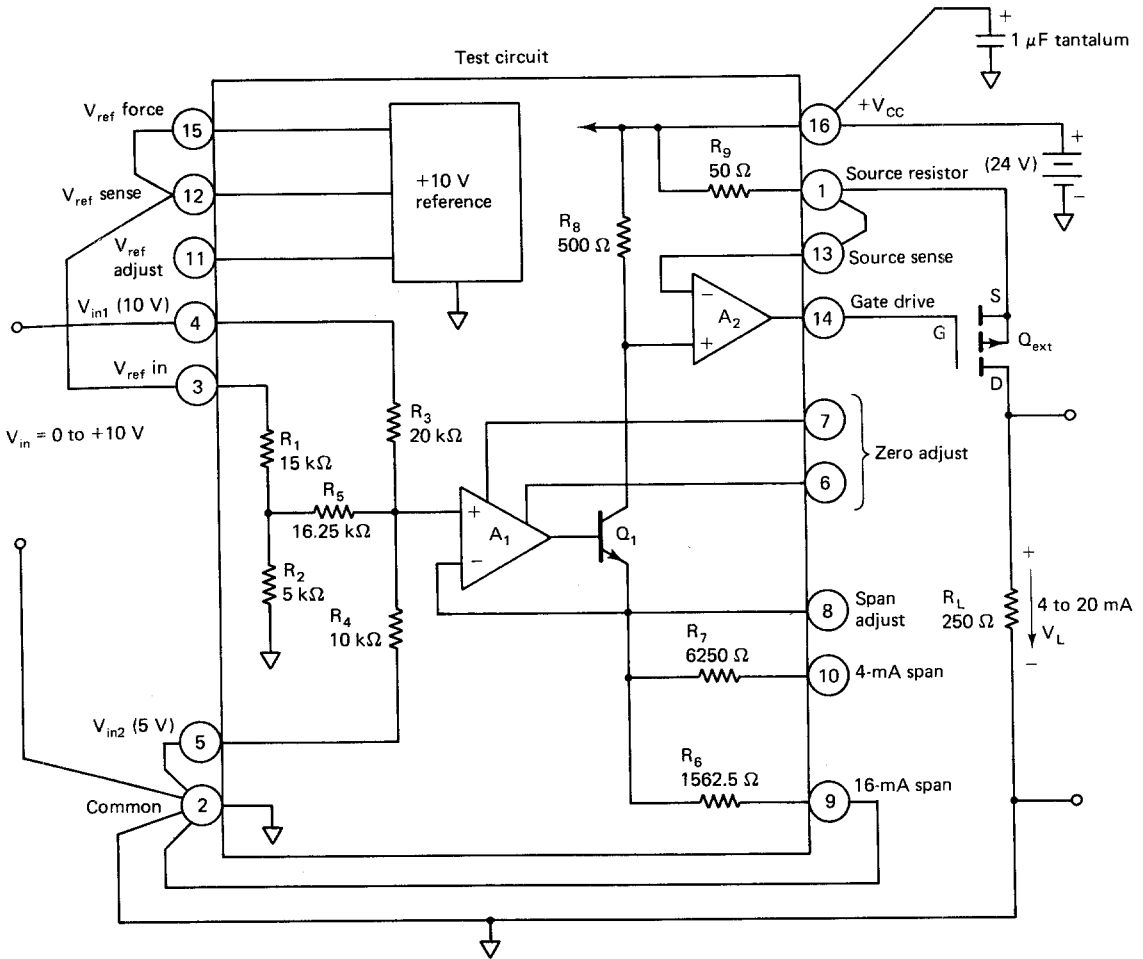 Test circuit
+
1 μF tantalum
V_ref force
15
V_ref sense
12
V_ref
adjust
11
V_in1 (10 V)
4
V_ref in
3
V_in = 0 to +10 V
+10 V
reference
16
+V_CC
(24 V)
+
−
R_9
50 Ω
1
Source resistor
13
Source sense
R_8
500 Ω
−
A_2
+
14
Gate drive
S
G
Q_ext
D
R_3
20 kΩ
7
Zero adjust
6
R_1
15 kΩ
R_5
16.25 kΩ
+
A_1
−
Q_1
R_2
5 kΩ
R_4
10 kΩ
8
Span
adjust
R_7
6250 Ω
10
4-mA span
+
R_L
250 Ω
4 to 20 mA
V_L
−
V_in2 (5 V)
5
R_6
1562.5 Ω
9
16-mA span
Common
2